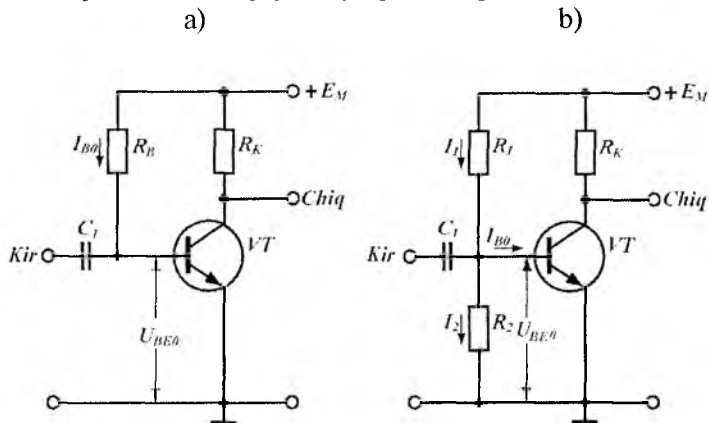 a) b)
+ E_M + E_M
I_B0 R_B R_K I_1 R_1 R_K
Chiq Chiq
C_1 VT C_1 I_B0 VT
Kir Kir
U_BE0 I_2 R_2 U_BE0